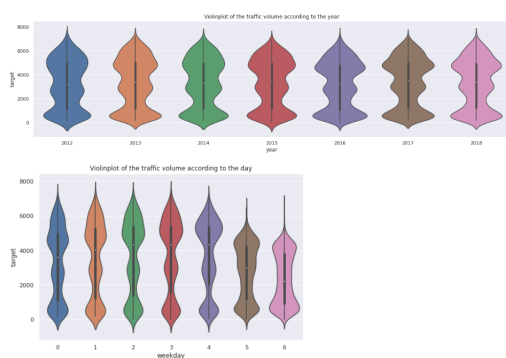 Violinplot of the traffic volume according to the year
8000
6000
4000
2000
0
target
2012 2013 2014 2015 2016 2017 2018
year
Violinplot of the traffic volume according to the day
8000
6000
4000
2000
0
target
0 1 2 3 4 5 6
weekday